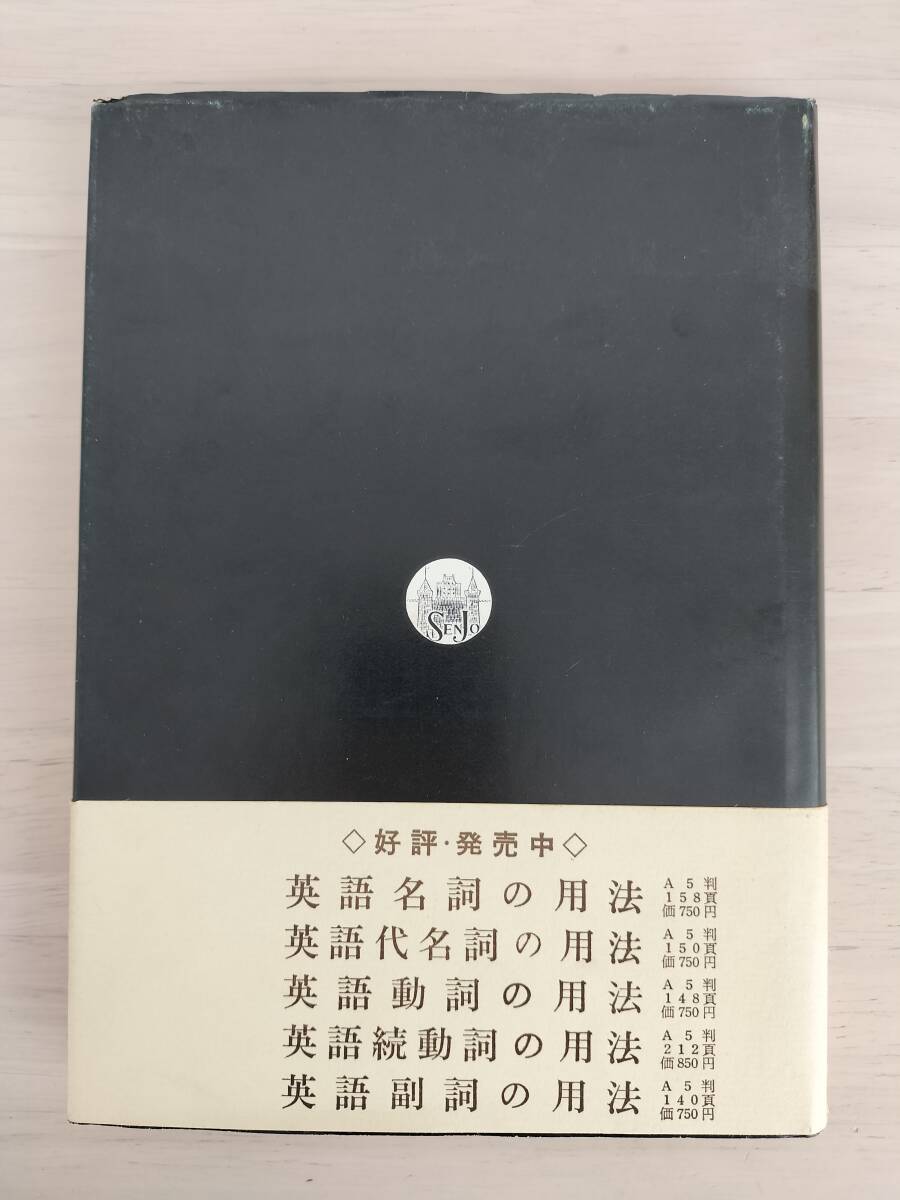 SENJO
◇好評・発売中◇
英語名詞の用法 A5判 158頁 価750円
英語代名詞の用法 A5判 150頁 価750円
英語動詞の用法 A5判 148頁 価750円
英語続動詞の用法 A5判 212頁 価850円
英語副詞の用法 A5判 140頁 価750円